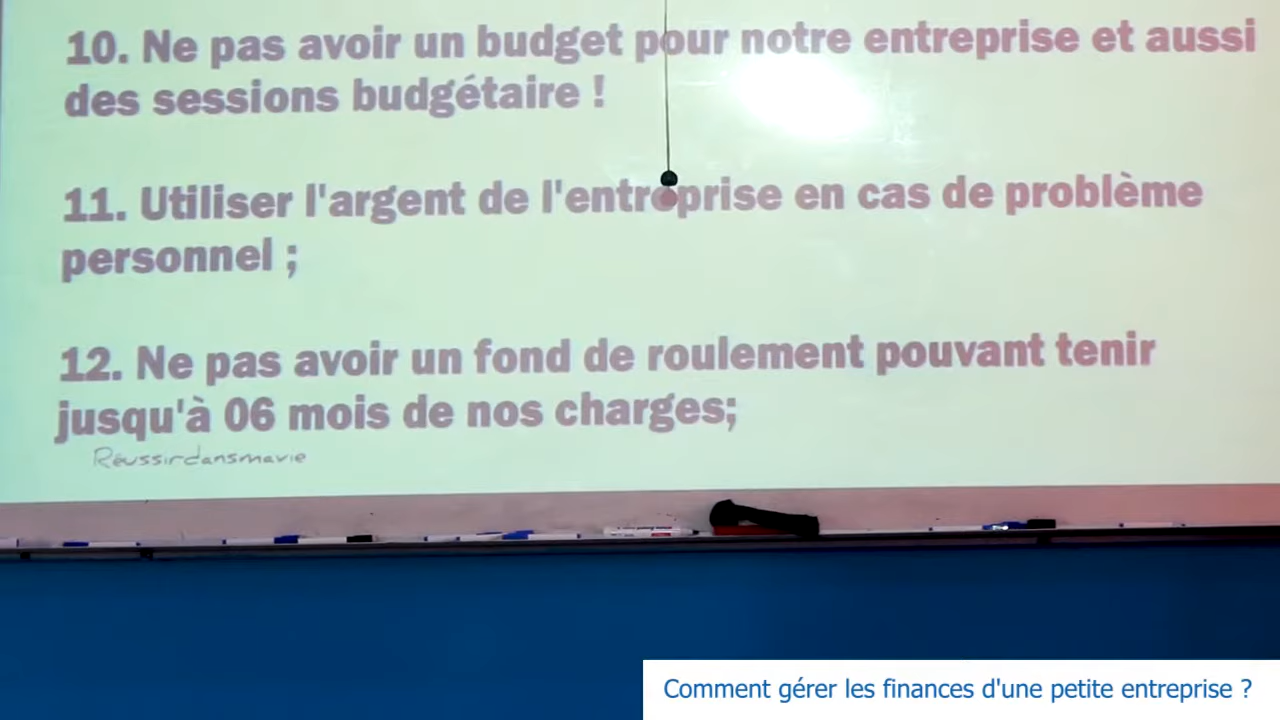 10. Ne pas avoir un budget pour notre entreprise et aussi
des sessions budgétaire !
11. Utiliser l'argent de l'entreprise en cas de problème
personnel ;
12. Ne pas avoir un fond de roulement pouvant tenir
jusqu'à 06 mois de nos charges;
Réussirdansmavie
Comment gérer les finances d'une petite entreprise ?